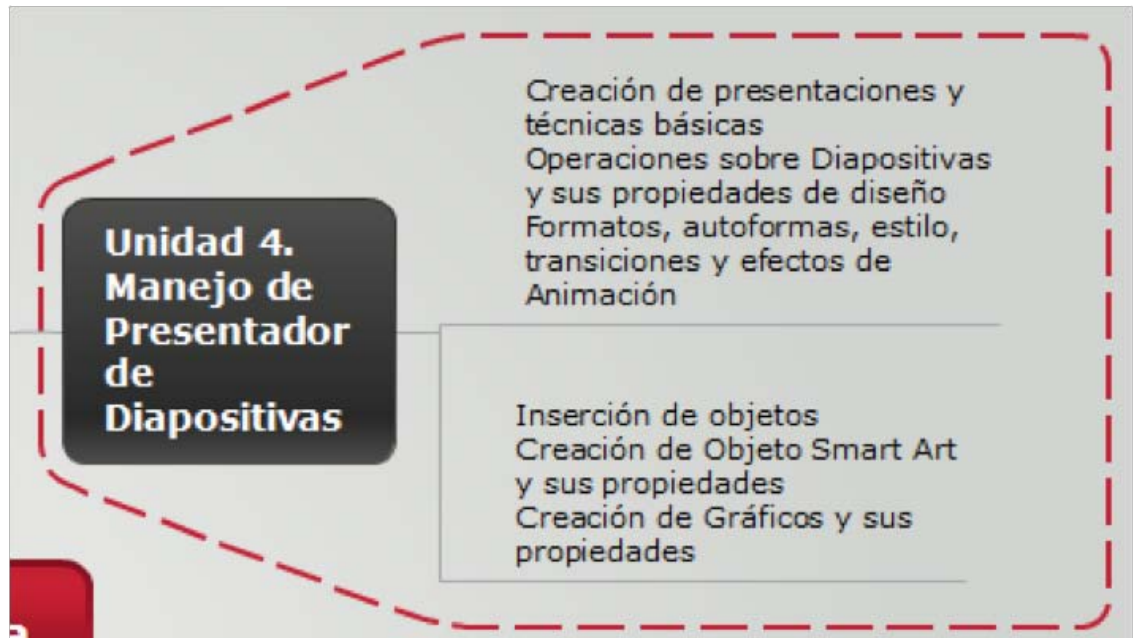 Unidad 4.
Manejo de
Presentador
de
Diapositivas
Creación de presentaciones y
técnicas básicas
Operaciones sobre Diapositivas
y sus propiedades de diseño
Formatos, autoformas, estilo,
transiciones y efectos de
Animación
Inserción de objetos
Creación de Objeto Smart Art
y sus propiedades
Creación de Gráficos y sus
propiedades